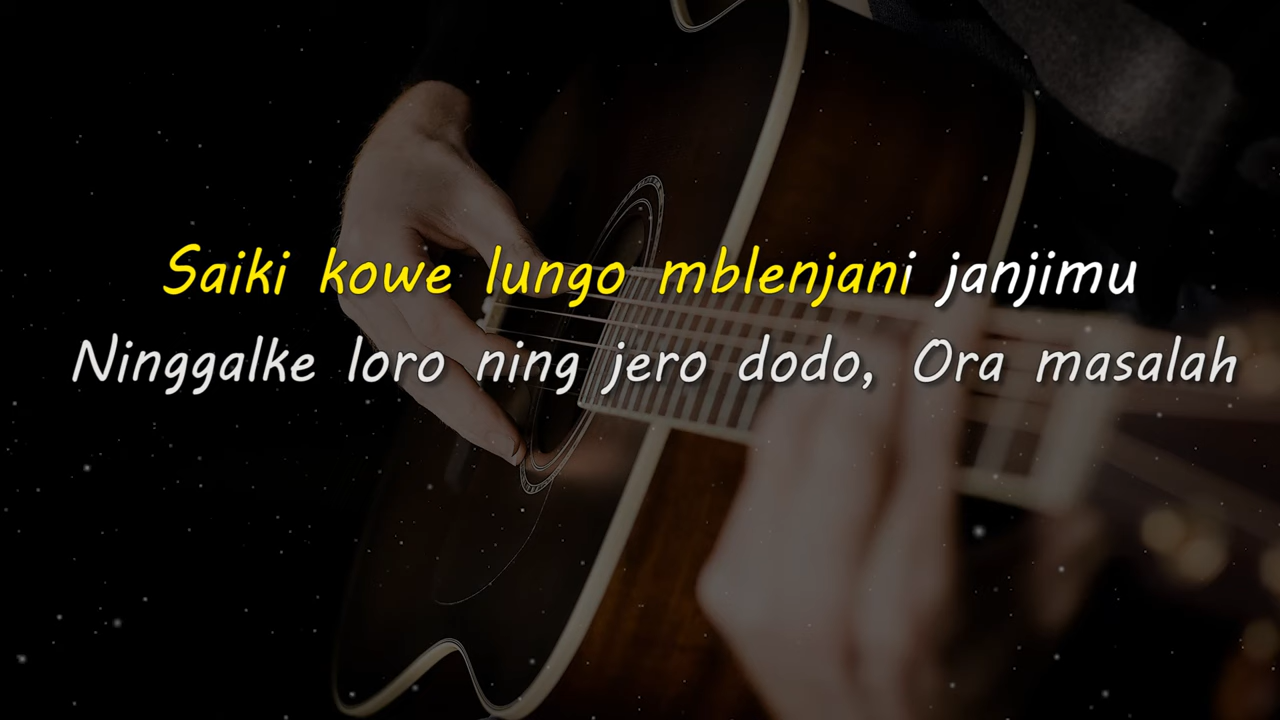 Saiki kowe lungo mblenjani janjimu
Ninggalke loro ning jero dodo, Ora masalah